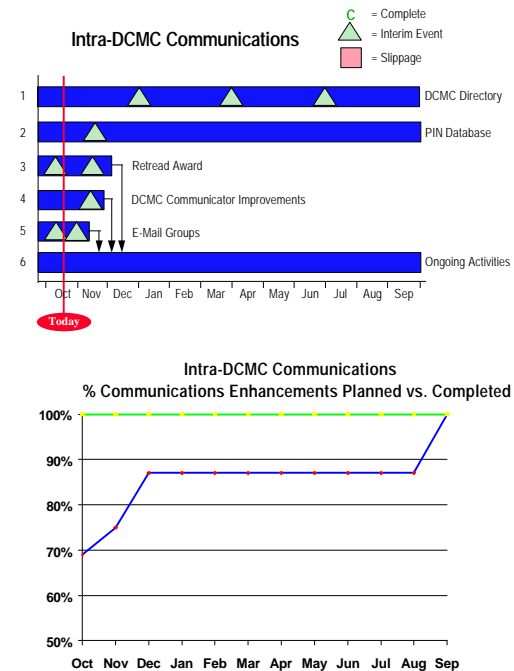 C = Complete
Intra-DCMC Communications
= Interim Event
= Slippage
1 DCMC Directory
2 PIN Database
3 Retread Award
4 DCMC Communicator Improvements
5 E-Mail Groups
6 Ongoing Activities
Oct Nov Dec Jan Feb Mar Apr May Jun Jul Aug Sep
Today
Intra-DCMC Communications
% Communications Enhancements Planned vs. Completed
100%
90%
80%
70%
60%
50%
Oct Nov Dec Jan Feb Mar Apr May Jun Jul Aug Sep